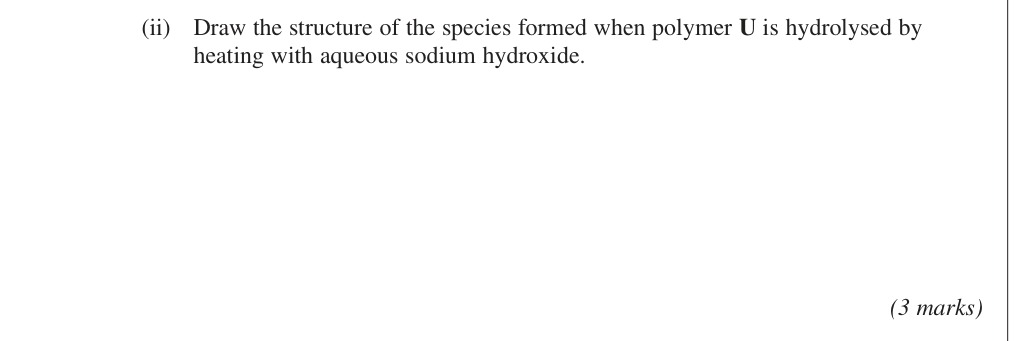 (ii) Draw the structure of the species formed when polymer U is hydrolysed by
heating with aqueous sodium hydroxide.
(3 marks)